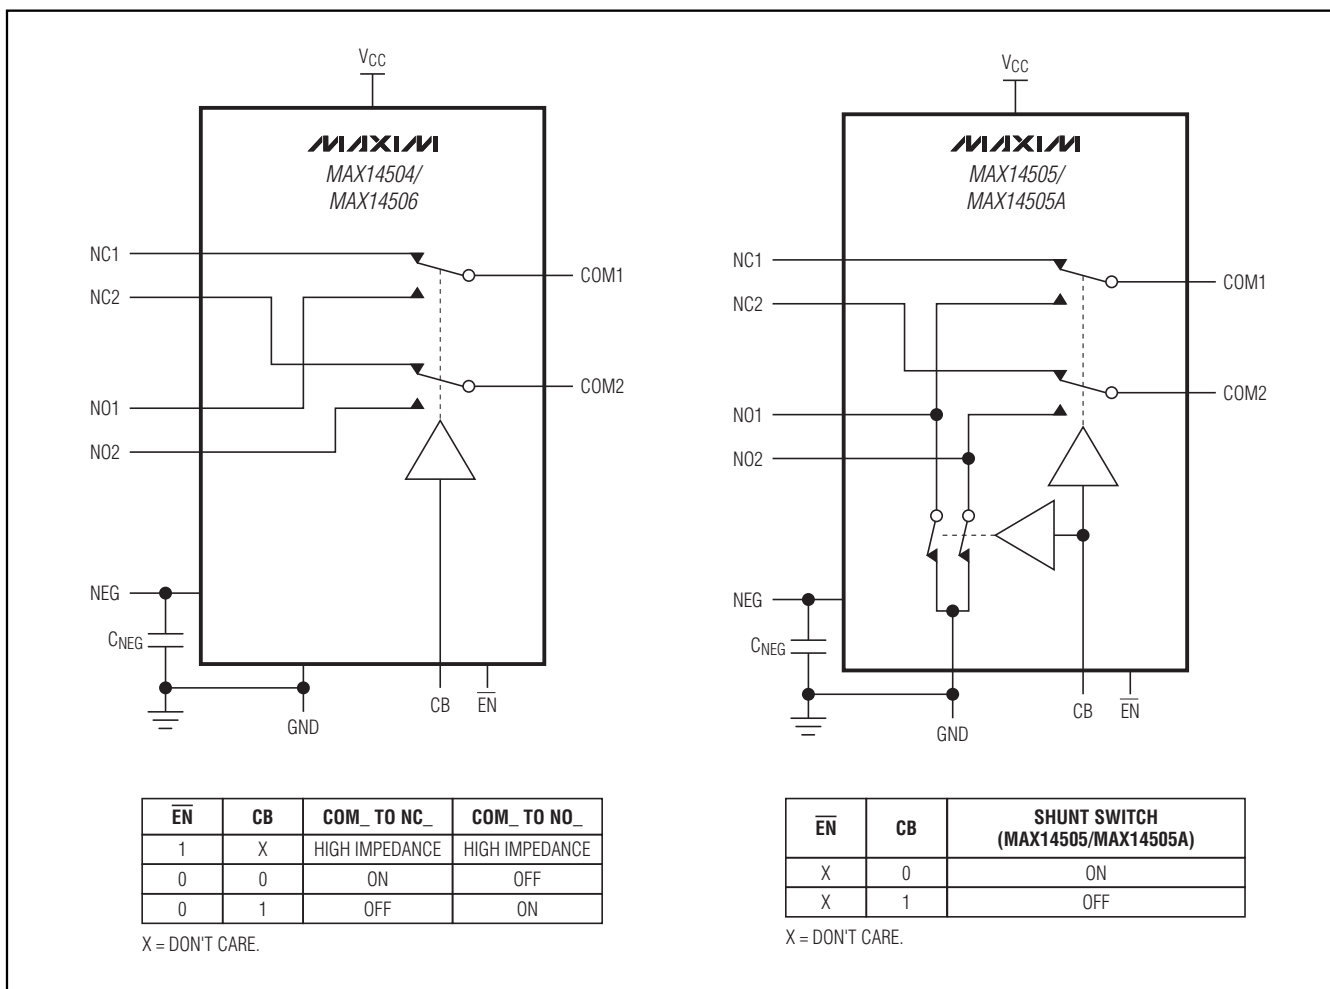 VCC
MAXIM
MAX14504/
MAX14506
NC1
COM1
NC2
COM2
NO1
NO2
NEG
CNEG
CB
EN
GND
VCC
MAXIM
MAX14505/
MAX14505A
NC1
COM1
NC2
COM2
NO1
NO2
NEG
CNEG
CB
EN
GND
EN CB COM_ TO NC_ COM_ TO NO_
1 X HIGH IMPEDANCE HIGH IMPEDANCE
0 0 ON OFF
0 1 OFF ON
X = DON'T CARE.
EN CB SHUNT SWITCH
(MAX14505/MAX14505A)
X 0 ON
X 1 OFF
X = DON'T CARE.